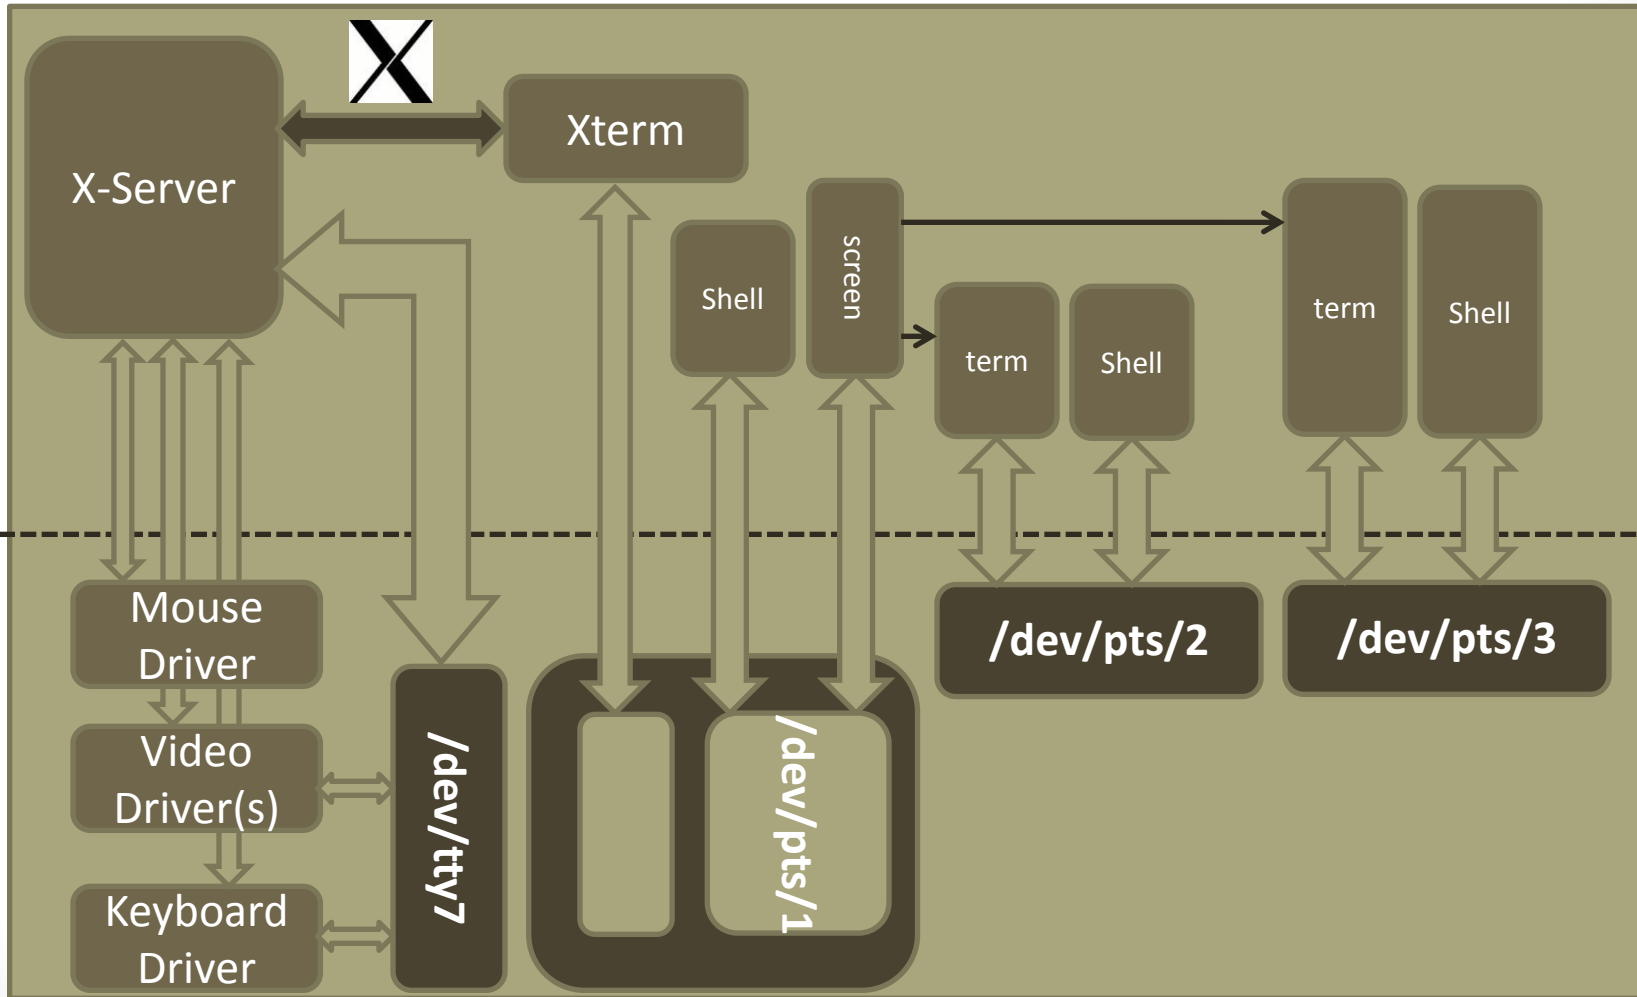 X-Server
Xterm
Shell
screen
term
Shell
term
Shell
Mouse
Driver
Video
Driver(s)
Keyboard
Driver
/dev/tty7
/dev/pts/1
/dev/pts/2
/dev/pts/3